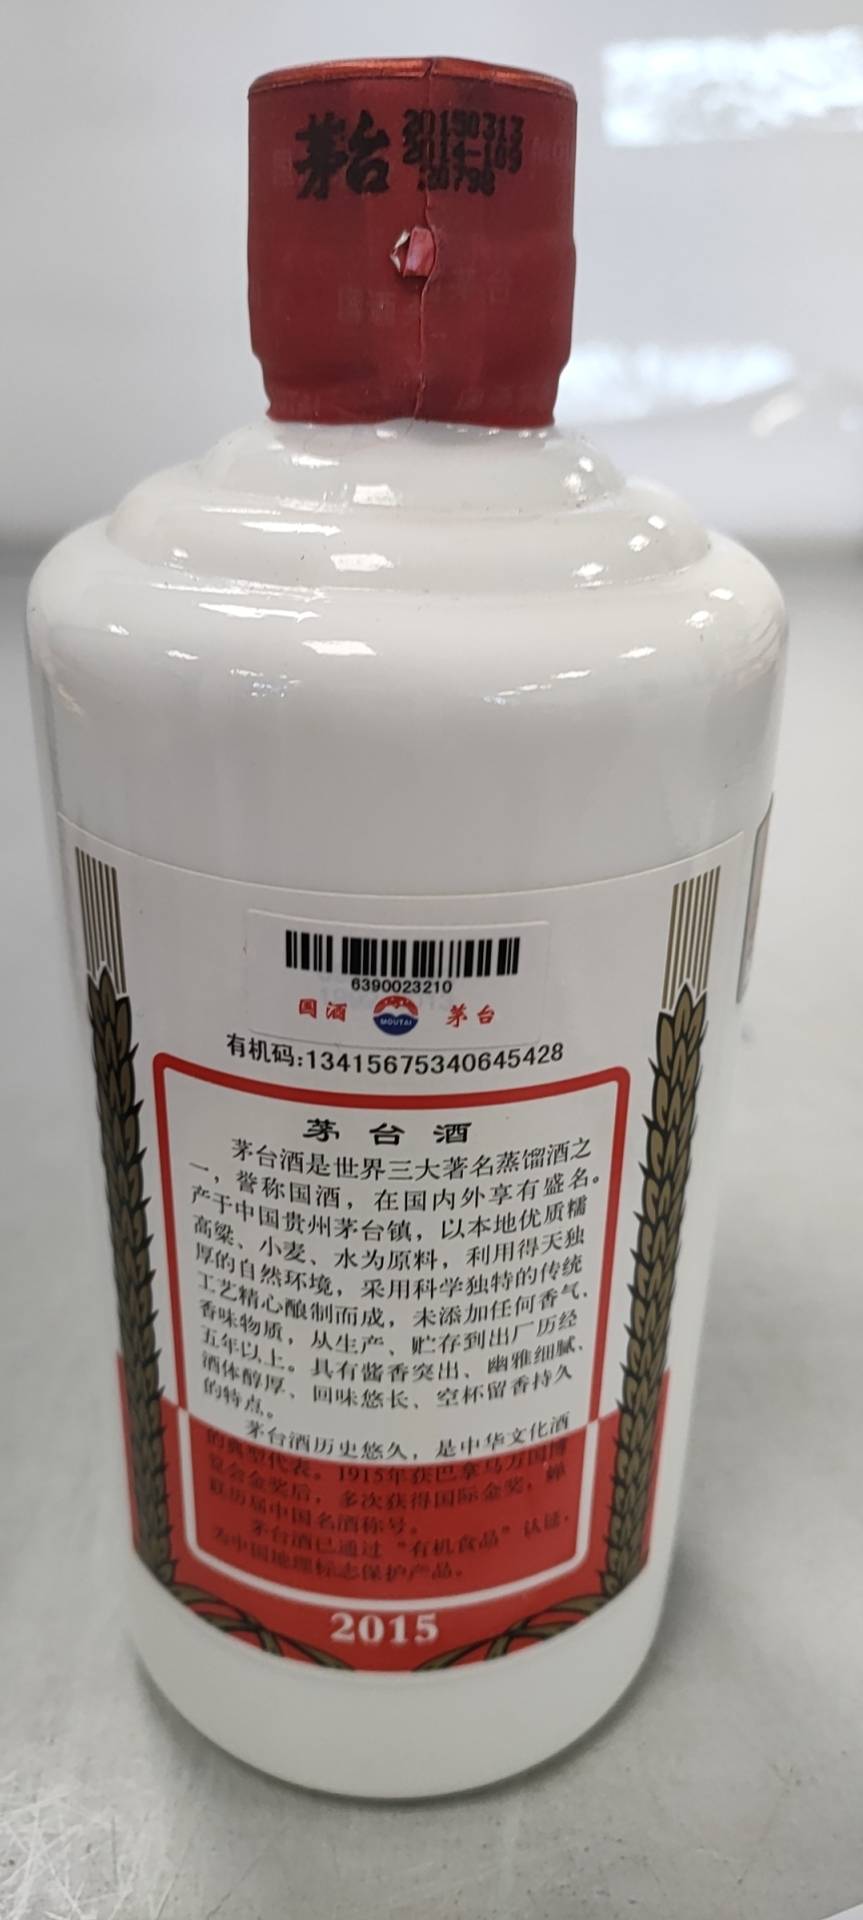 茅台
20150313
2014-109
20798
6390023210
国酒 MOUTAI 茅台
有机码:13415675340645428
茅台酒
茅台酒是世界三大著名蒸馏酒之
一，誉称国酒，在国内外享有盛名。
产于中国贵州茅台镇，以本地优质糯
高粱、小麦、水为原料，利用得天独
厚的自然环境，采用科学独特的传统
工艺精心酿制而成，未添加任何香气、
香味物质，从生产、贮存到出厂历经
五年以上。具有酱香突出、幽雅细腻、
酒体醇厚、回味悠长、空杯留香持久
的特点。
茅台酒历史悠久，是中华文化酒
的典型代表。1915年获巴拿马万国博
览会金奖后，多次获得国际金奖，蝉
联历届中国名酒称号。
茅台酒已通过“有机食品”认证，
为中国地理标志保护产品。
2015